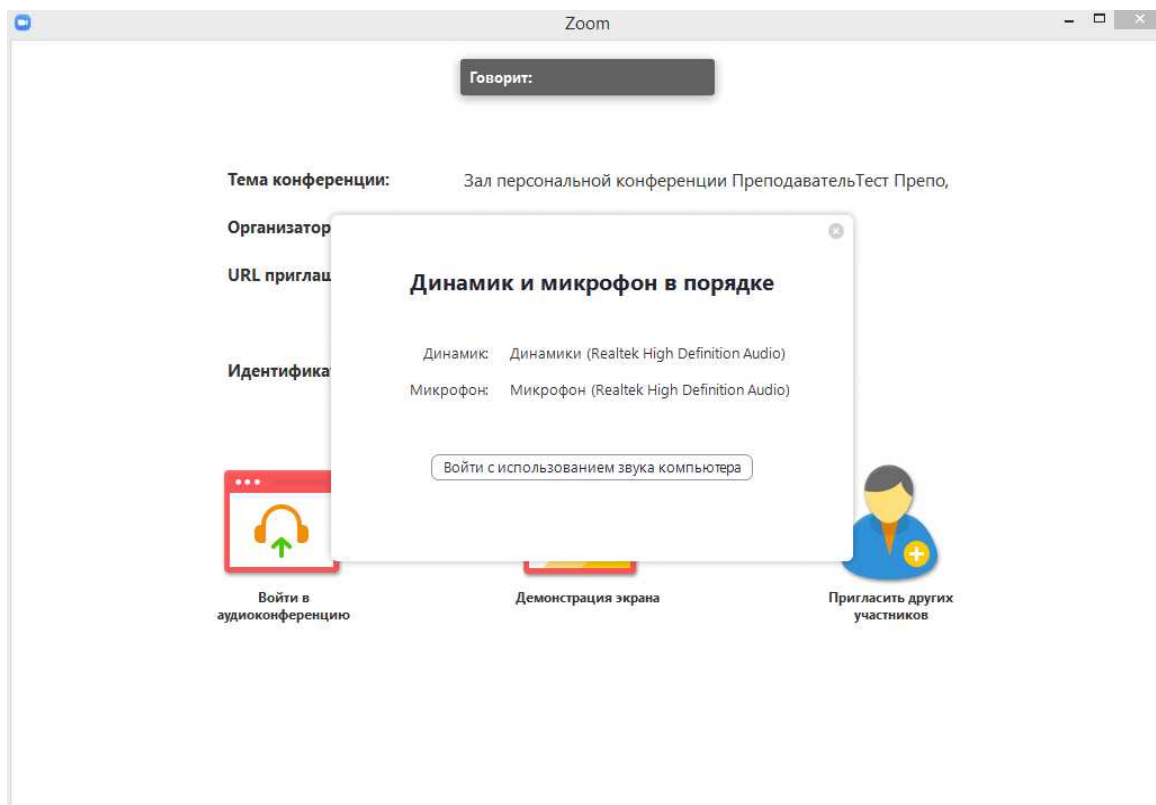 Zoom
Говорит:
Тема конференции: Зал персональной конференции ПреподавательТест Препо,
Организатор
URL приглаш
Динамик и микрофон в порядке
Динамик: Динамики (Realtek High Definition Audio)
Идентифика
Микрофон: Микрофон (Realtek High Definition Audio)
Войти с использованием звука компьютера
Войти в
аудиоконференцию
Демонстрация экрана
Пригласить других
участников